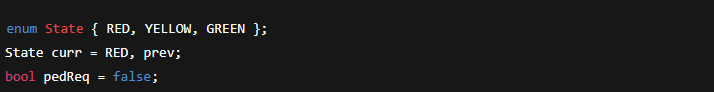 enum State { RED, YELLOW, GREEN };
State curr = RED, prev;
bool pedReq = false;